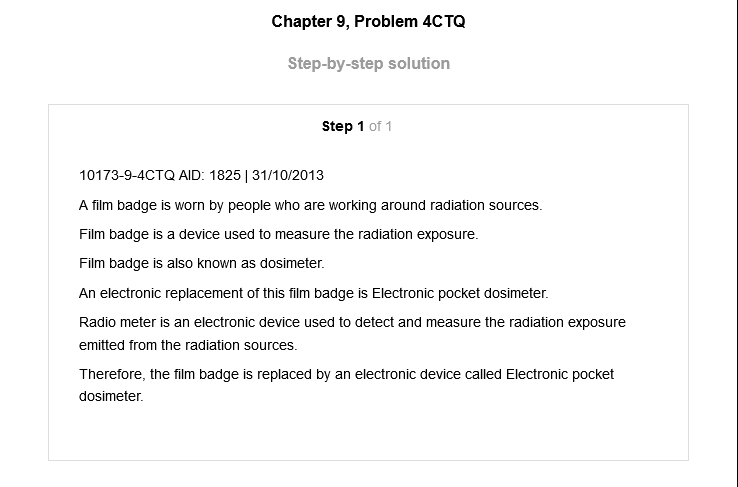 Chapter 9, Problem 4CTQ
Step-by-step solution
Step 1 of 1
10173-9-4CTQ AID: 1825 | 31/10/2013
A film badge is worn by people who are working around radiation sources.
Film badge is a device used to measure the radiation exposure.
Film badge is also known as dosimeter.
An electronic replacement of this film badge is Electronic pocket dosimeter.
Radio meter is an electronic device used to detect and measure the radiation exposure
emitted from the radiation sources.
Therefore, the film badge is replaced by an electronic device called Electronic pocket
dosimeter.